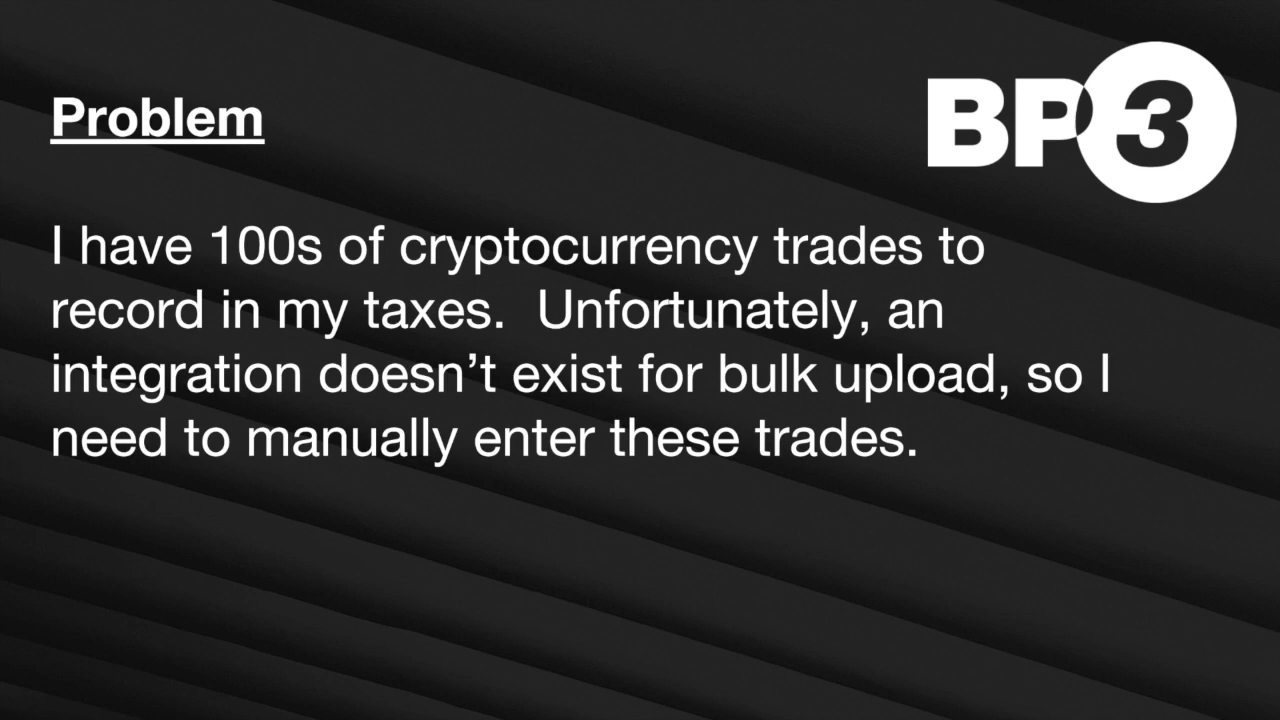 Problem
BP3
I have 100s of cryptocurrency trades to
record in my taxes.  Unfortunately, an
integration doesn’t exist for bulk upload, so I
need to manually enter these trades.